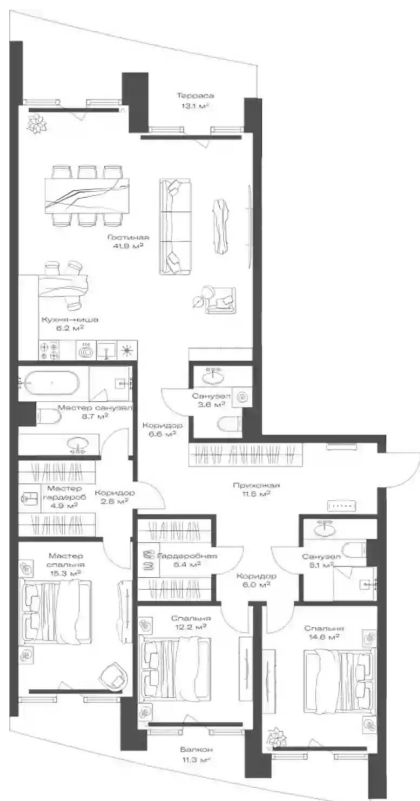 Терраса
13.1 м²
Гостиная
41.9 м²
Кухня-ниша
6.2 м²
Санузел
3.6 м²
Мастер санузел
8.7 м²
Коридор
6.6 м²
Мастер
гардероб
4.9 м²
Коридор
2.6 м²
Прихожая
11.5 м²
Мастер
спальня
15.3 м²
Гардеробная
5.4 м²
Санузел
5.1 м²
Коридор
6.0 м²
Спальня
12.2 м²
Спальня
14.6 м²
Балкон
11.3 м²